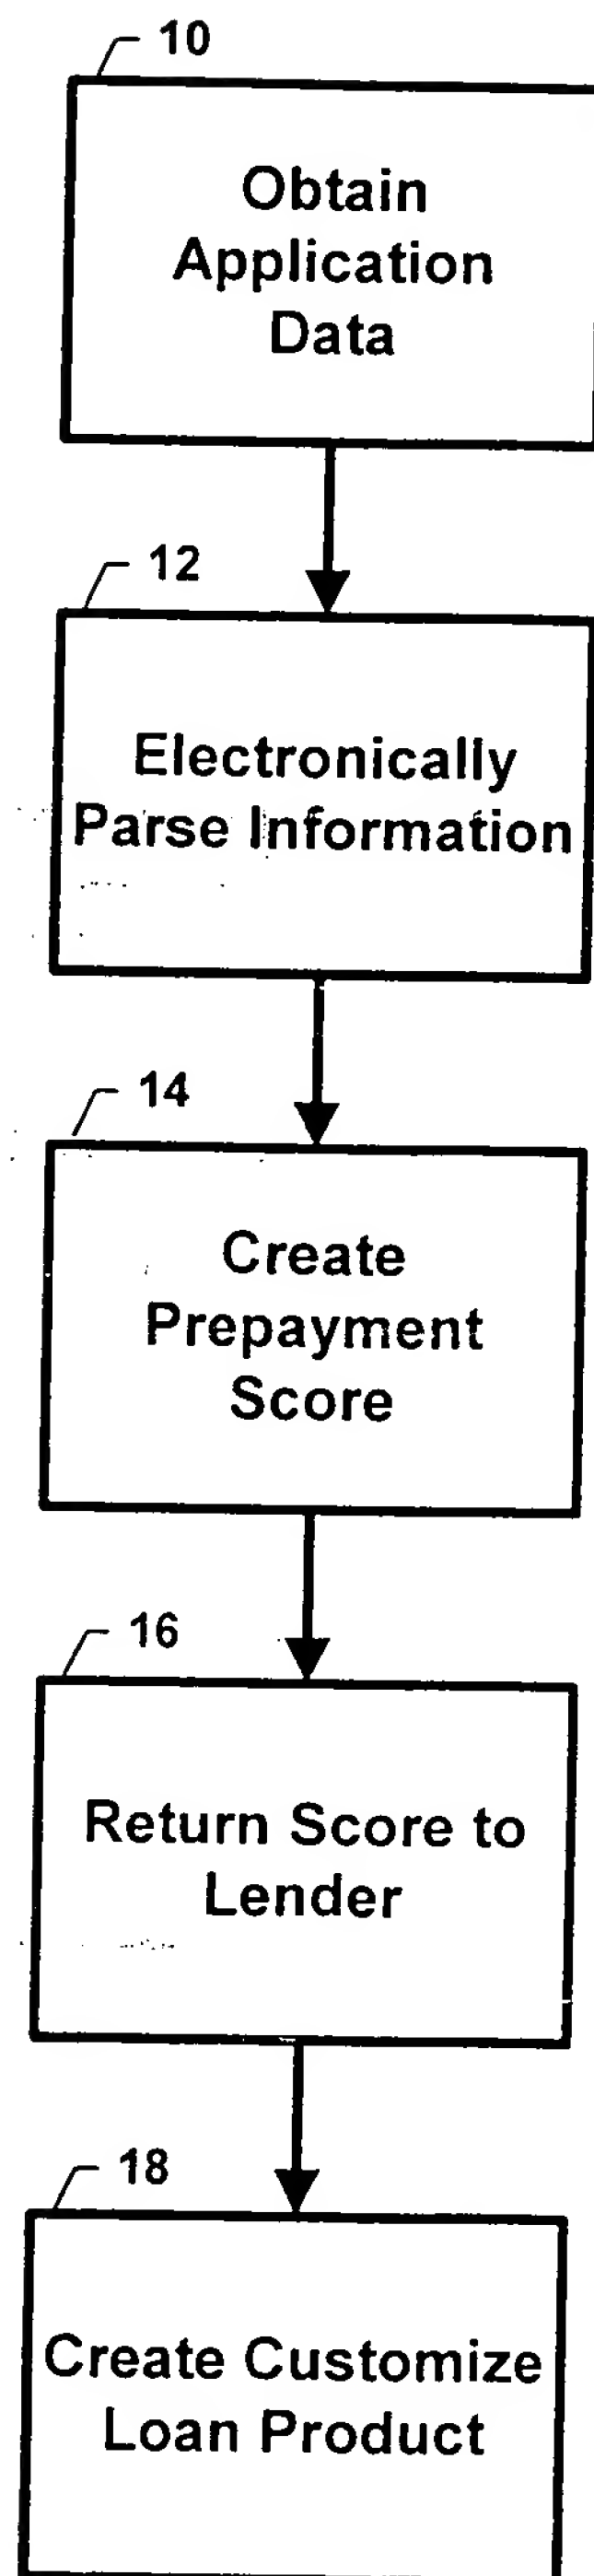 10
Obtain
Application
Data
12
Electronically
Parse Information
14
Create
Prepayment
Score
16
Return Score to
Lender
18
Create Customize
Loan Product